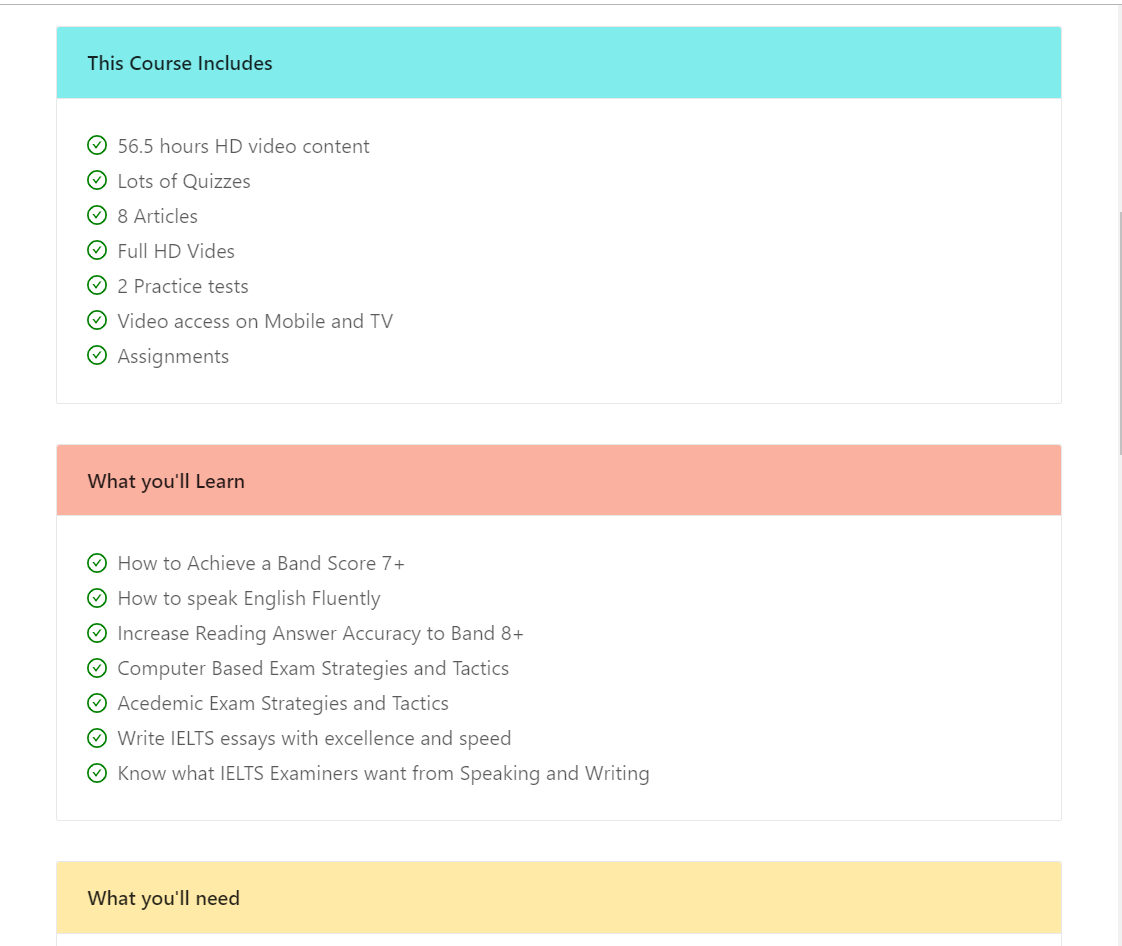 This Course Includes
56.5 hours HD video content
Lots of Quizzes
8 Articles
Full HD Vides
2 Practice tests
Video access on Mobile and TV
Assignments
What you'll Learn
How to Achieve a Band Score 7+
How to speak English Fluently
Increase Reading Answer Accuracy to Band 8+
Computer Based Exam Strategies and Tactics
Acedemic Exam Strategies and Tactics
Write IELTS essays with excellence and speed
Know what IELTS Examiners want from Speaking and Writing
What you'll need